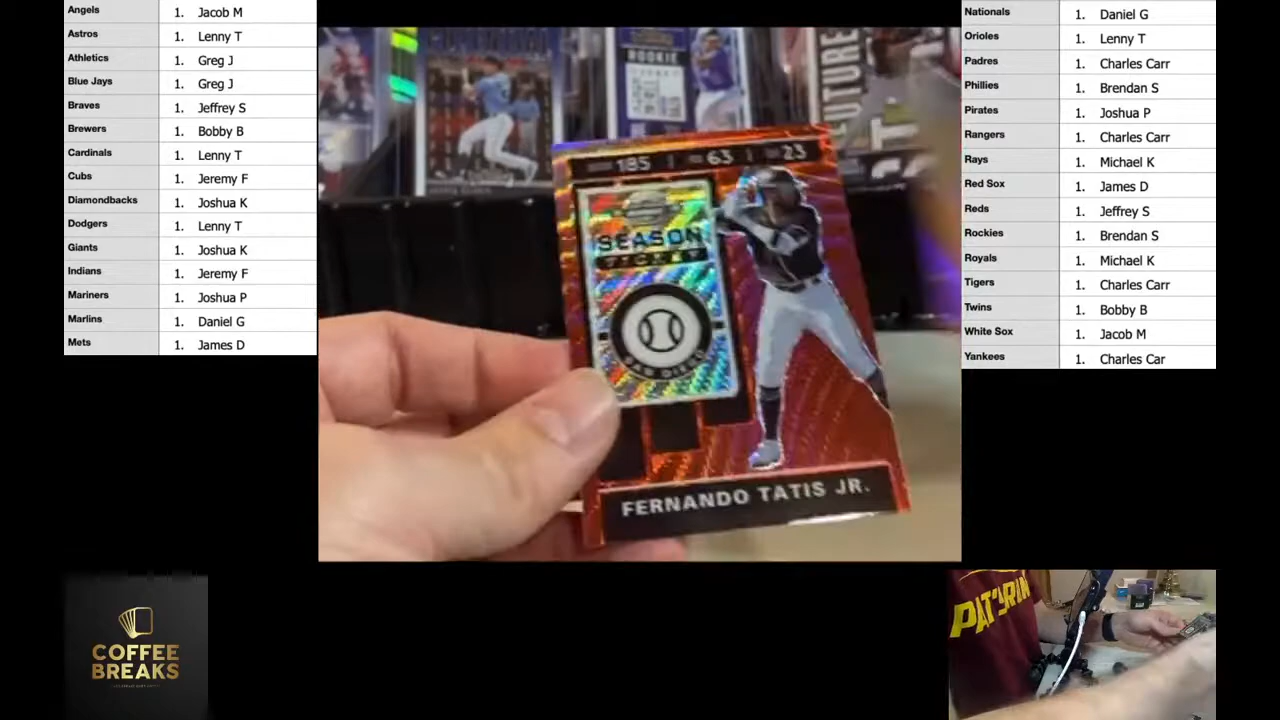 Angels 1. Jacob M
Astros 1. Lenny T
Athletics 1. Greg J
Blue Jays 1. Greg J
Braves 1. Jeffrey S
Brewers 1. Bobby B
Cardinals 1. Lenny T
Cubs 1. Jeremy F
Diamondbacks 1. Joshua K
Dodgers 1. Lenny T
Giants 1. Joshua K
Indians 1. Jeremy F
Mariners 1. Joshua P
Marlins 1. Daniel G
Mets 1. James D
ROOKIE
185 | 63 | 23
SEASON
TICKET
SAN DIEGO
FERNANDO TATIS JR.
Nationals 1. Daniel G
Orioles 1. Lenny T
Padres 1. Charles Carr
Phillies 1. Brendan S
Pirates 1. Joshua P
Rangers 1. Charles Carr
Rays 1. Michael K
Red Sox 1. James D
Reds 1. Jeffrey S
Rockies 1. Brendan S
Royals 1. Michael K
Tigers 1. Charles Carr
Twins 1. Bobby B
White Sox 1. Jacob M
Yankees 1. Charles Car
COFFEE
BREAKS